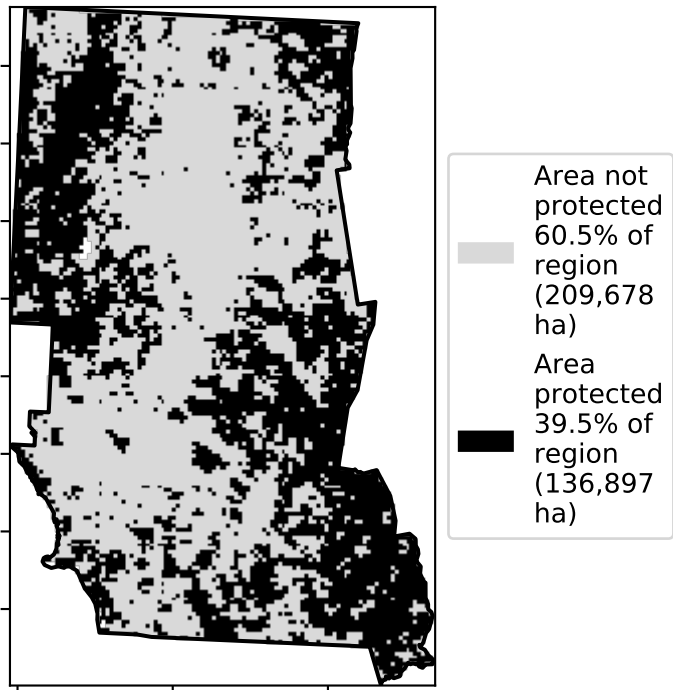 Area not
protected
60.5% of
region
(209,678
ha)
Area
protected
39.5% of
region
(136,897
ha)